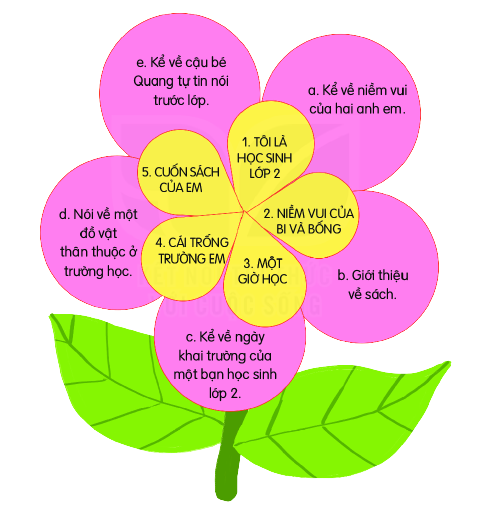 e. Kể về cậu bé
Quang tự tin nói
trước lớp.
a. Kể về niềm vui
của hai anh em.
1. TÔI LÀ
HỌC SINH
LỚP 2
5. CUỐN SÁCH
CỦA EM
2. NIỀM VUI CỦA
BI VÀ BỐNG
d. Nói về một
đồ vật
thân thuộc ở
trường học.
4. CÁI TRỐNG
TRƯỜNG EM
3. MỘT
GIỜ HỌC
b. Giới thiệu
về sách.
c. Kể về ngày
khai trường của
một bạn học sinh
lớp 2.